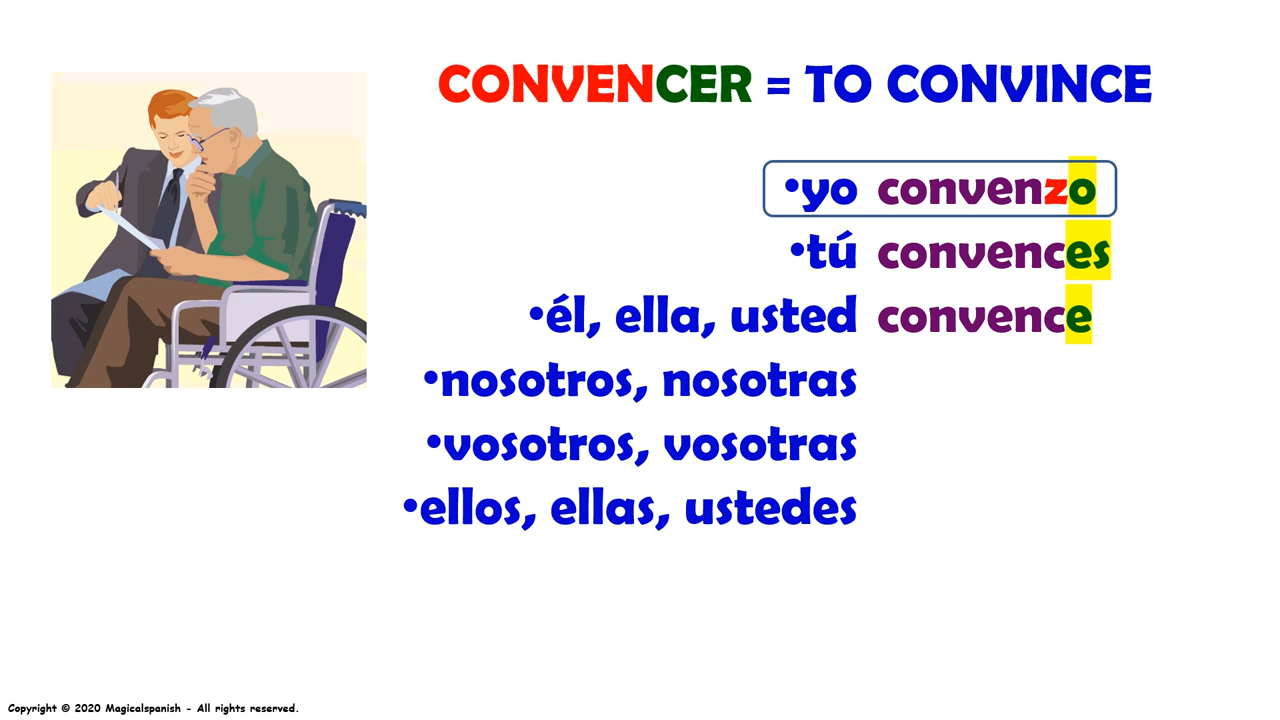 CONVENCER = TO CONVINCE
•yo convenzo
•tú convences
•él, ella, usted convence
•nosotros, nosotras
•vosotros, vosotras
•ellos, ellas, ustedes
Copyright © 2020 Magicalspanish - All rights reserved.